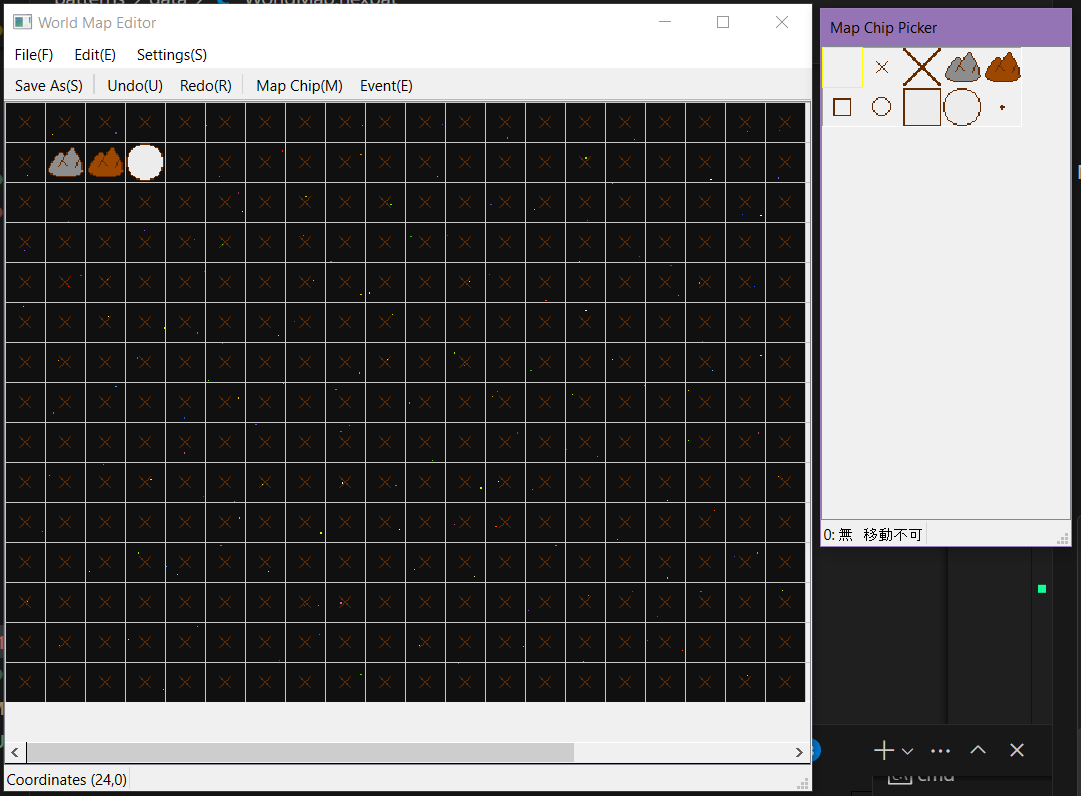 World Map Editor
File(F) Edit(E) Settings(S)
Save As(S) Undo(U) Redo(R) Map Chip(M) Event(E)
Coordinates (24,0)
Map Chip Picker
0: 無 移動不可
cmd